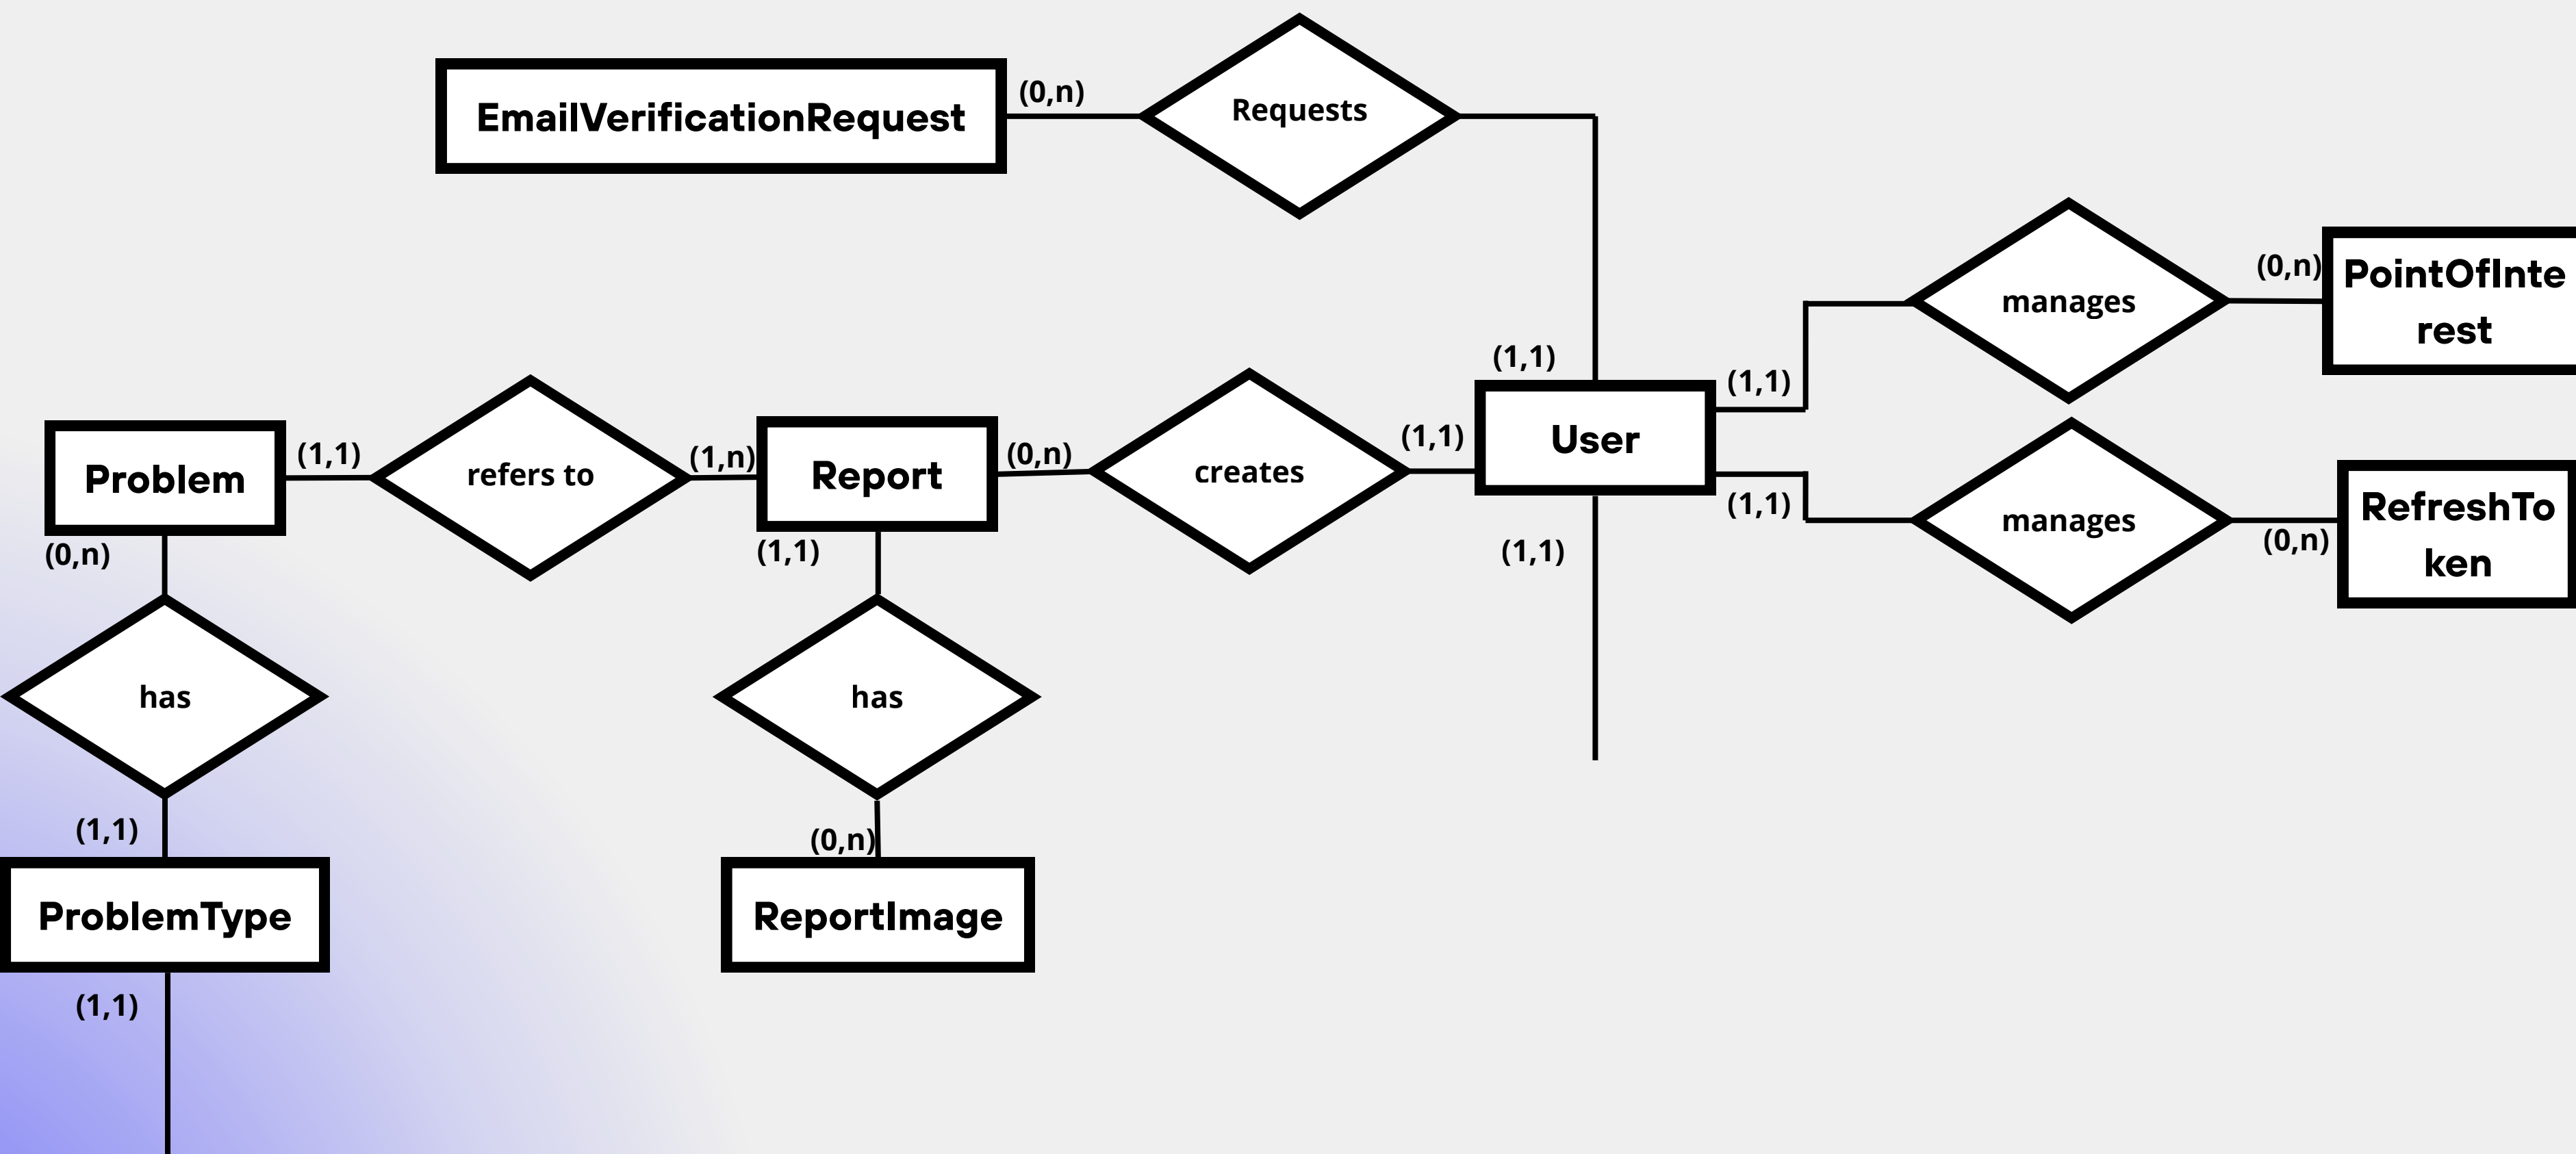 EmailVerificationRequest
(0,n)
Requests
(1,1)
manages
(0,n)
PointOfInte
rest
Problem
(1,1)
refers to
(1,n)
Report
(0,n)
creates
(1,1)
User
(1,1)
(1,1)
manages
(0,n)
RefreshTo
ken
(0,n)
(1,1)
(1,1)
has
has
(1,1)
(0,n)
ProblemType
ReportImage
(1,1)